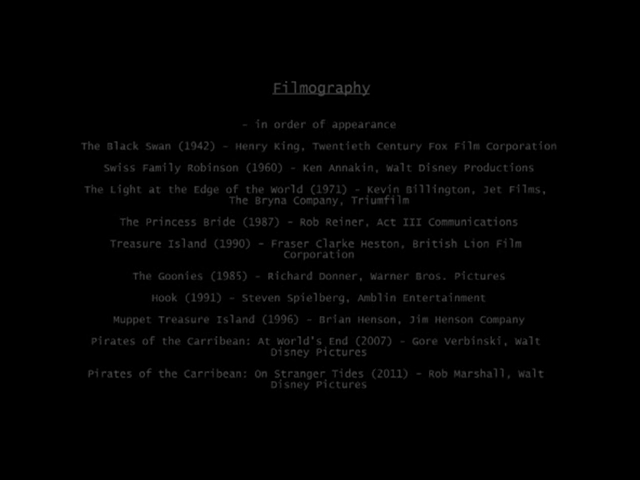 Filmography
- in order of appearance
The Black Swan (1942) - Henry King, Twentieth Century Fox Film Corporation
Swiss Family Robinson (1960) - Ken Annakin, Walt Disney Productions
The Light at the Edge of the World (1971) - Kevin Billington, Jet Films,
The Bryna Company, Triumfilm
The Princess Bride (1987) - Rob Reiner, Act III Communications
Treasure Island (1990) - Fraser Clarke Heston, British Lion Film
Corporation
The Goonies (1985) - Richard Donner, Warner Bros. Pictures
Hook (1991) - Steven Spielberg, Amblin Entertainment
Muppet Treasure Island (1996) - Brian Henson, Jim Henson Company
Pirates of the Carribean: At World's End (2007) - Gore Verbinski, Walt
Disney Pictures
Pirates of the Carribean: On Stranger Tides (2011) - Rob Marshall, Walt
Disney Pictures